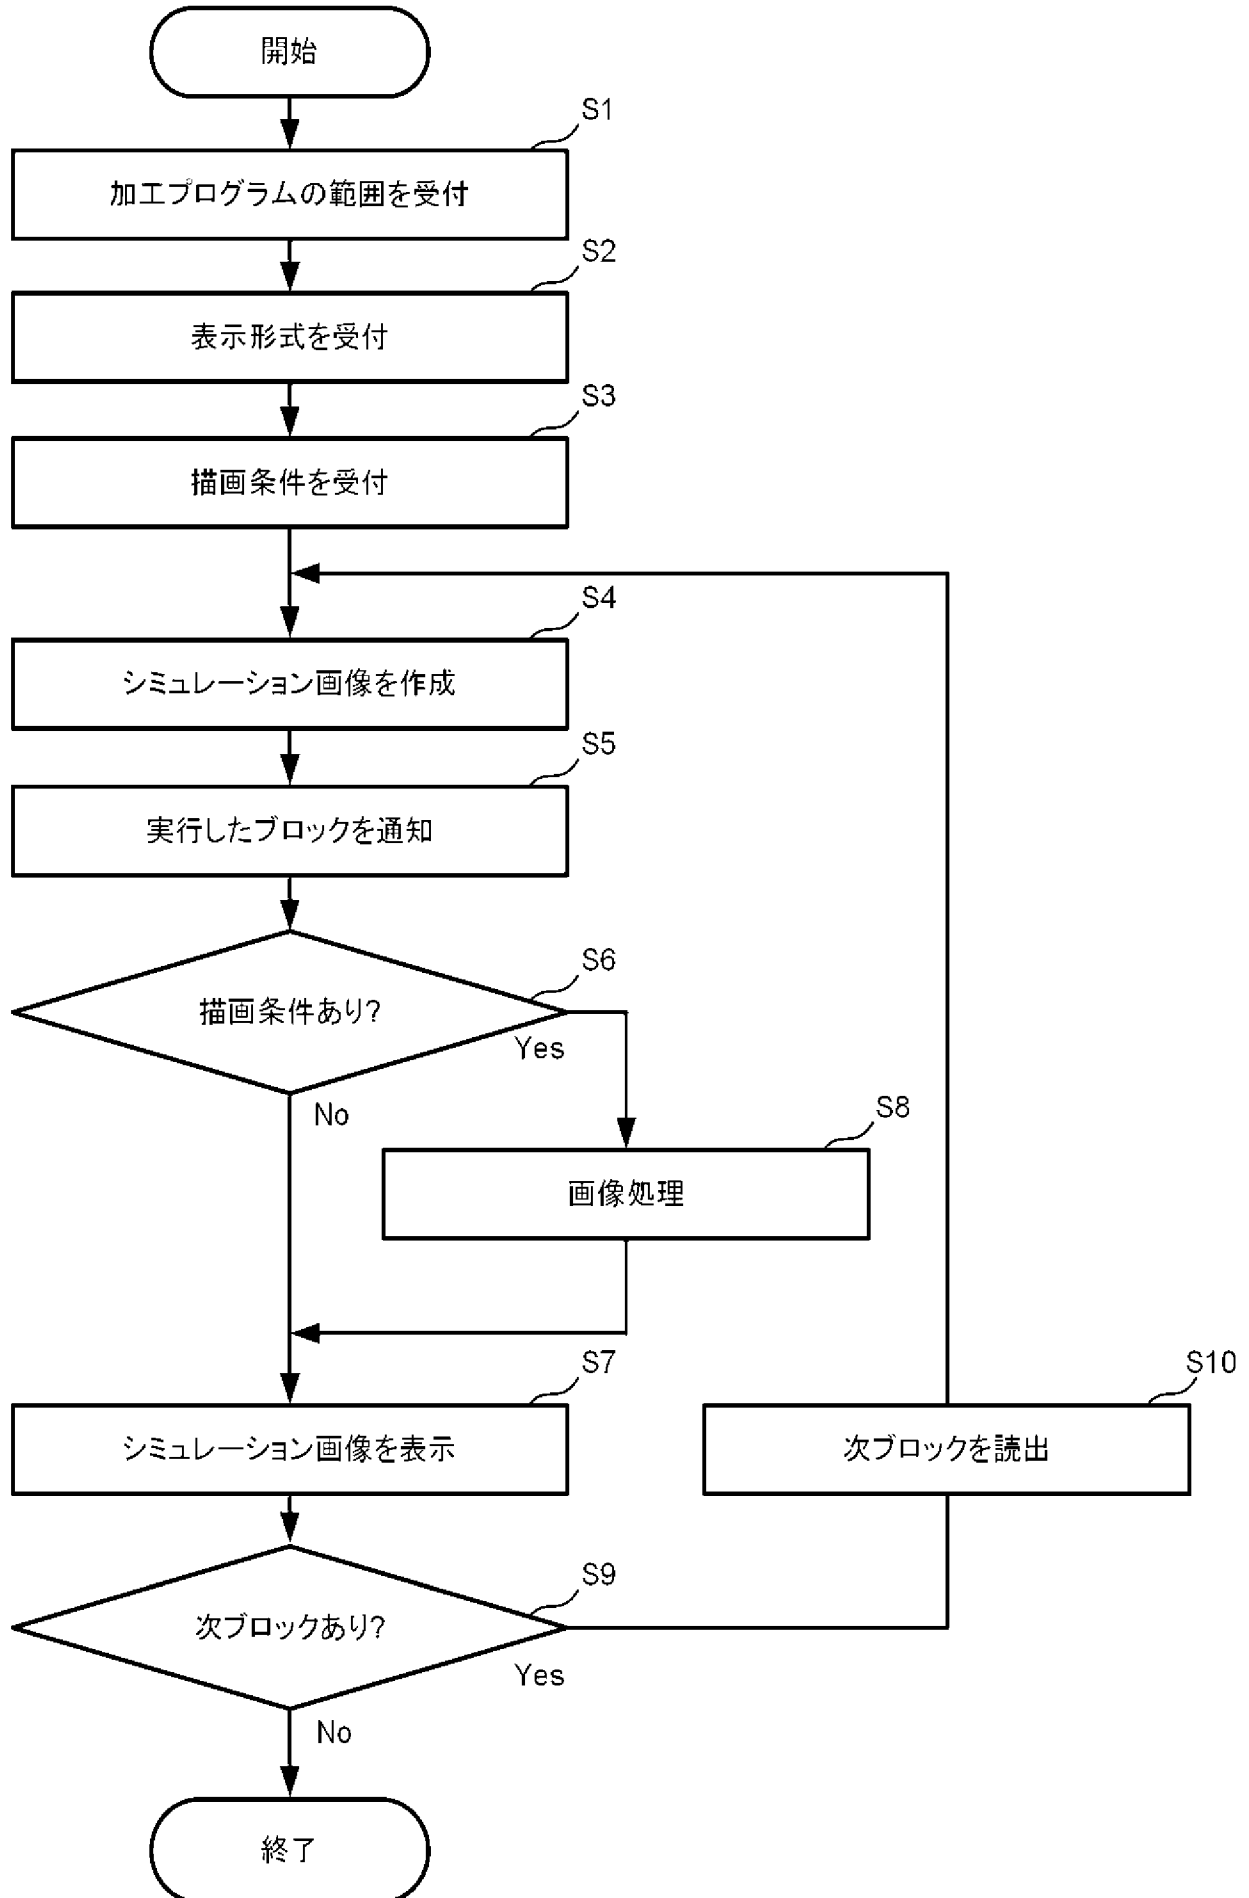 開始
S1
加工プログラムの範囲を受付
S2
表示形式を受付
S3
描画条件を受付
S4
シミュレーション画像を作成
S5
実行したブロックを通知
S6
描画条件あり?
Yes
No
S8
画像処理
S7
シミュレーション画像を表示
S10
次ブロックを読出
S9
次ブロックあり?
Yes
No
終了